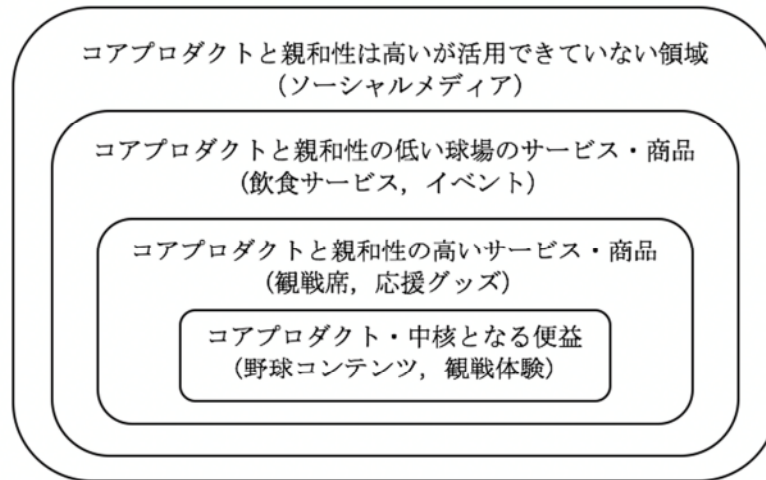 コアプロダクトと親和性は高いが活用できていない領域
（ソーシャルメディア）
コアプロダクトと親和性の低い球場のサービス・商品
（飲食サービス，イベント）
コアプロダクトと親和性の高いサービス・商品
（観戦席，応援グッズ）
コアプロダクト・中核となる便益
（野球コンテンツ，観戦体験）